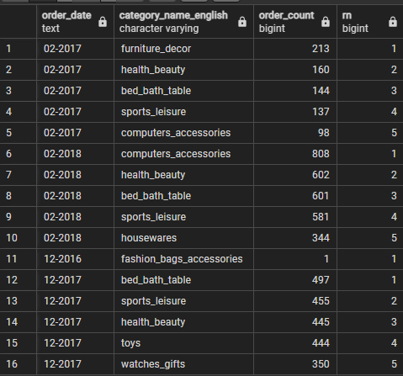 order_date category_name_english order_count rn
text character varying bigint bigint
1 02-2017 furniture_decor 213 1
2 02-2017 health_beauty 160 2
3 02-2017 bed_bath_table 144 3
4 02-2017 sports_leisure 137 4
5 02-2017 computers_accessories 98 5
6 02-2018 computers_accessories 808 1
7 02-2018 health_beauty 602 2
8 02-2018 bed_bath_table 601 3
9 02-2018 sports_leisure 581 4
10 02-2018 housewares 344 5
11 12-2016 fashion_bags_accessories 1 1
12 12-2017 bed_bath_table 497 1
13 12-2017 sports_leisure 455 2
14 12-2017 health_beauty 445 3
15 12-2017 toys 444 4
16 12-2017 watches_gifts 350 5